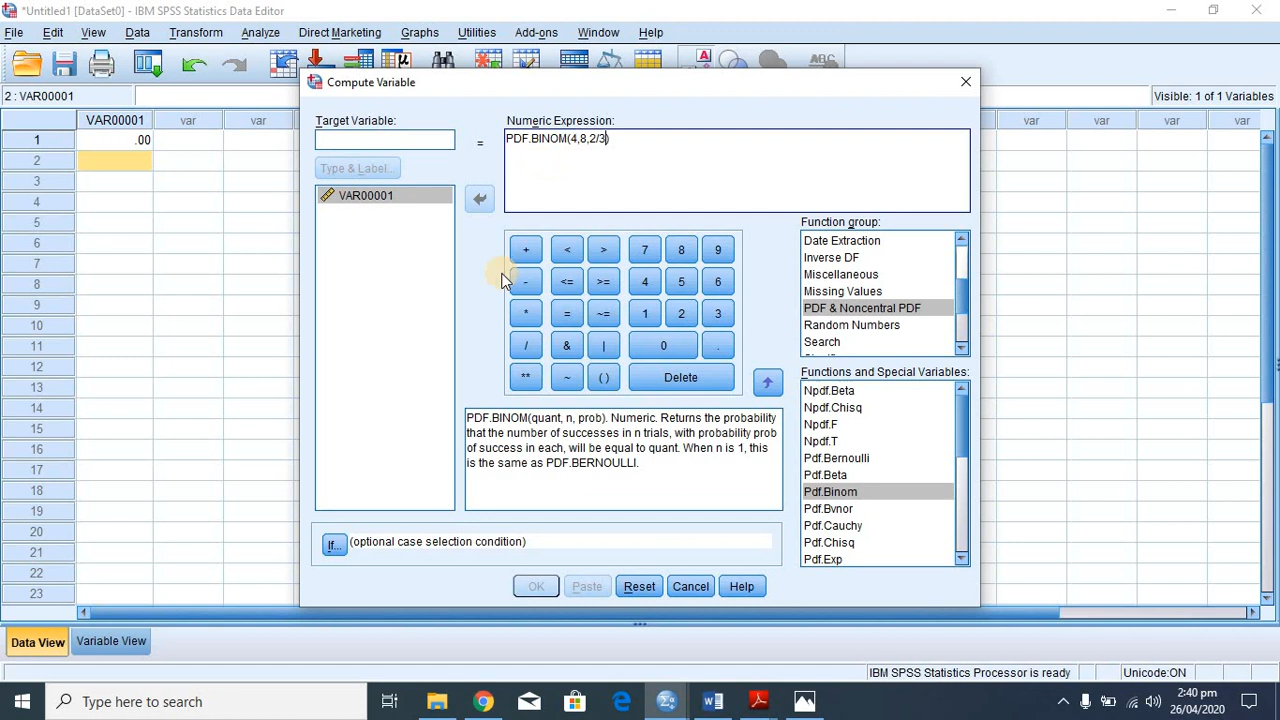 *Untitled1 [DataSet0] - IBM SPSS Statistics Data Editor
File Edit View Data Transform Analyze Direct Marketing Graphs Utilities Add-ons Window Help
2 : VAR00001
Visible: 1 of 1 Variables
VAR00001 var var var var var
1 .00
2
3
4
5
6
7
8
9
10
11
12
13
14
15
16
17
18
19
20
21
22
23
Compute Variable
Target Variable:
Numeric Expression:
=
PDF.BINOM(4,8,2/3)
Type & Label...
VAR00001
+ < > 7 8 9
- <= >= 4 5 6
* = ~= 1 2 3
/ & | 0 .
** ~ ( ) Delete
Function group:
Date Extraction
Inverse DF
Miscellaneous
Missing Values
PDF & Noncentral PDF
Random Numbers
Search
Functions and Special Variables:
Npdf.Beta
Npdf.Chisq
Npdf.F
Npdf.T
Pdf.Bernoulli
Pdf.Beta
Pdf.Binom
Pdf.Bvnor
Pdf.Cauchy
Pdf.Chisq
Pdf.Exp
PDF.BINOM(quant, n, prob). Numeric. Returns the probability
that the number of successes in n trials, with probability prob
of success in each, will be equal to quant. When n is 1, this
is the same as PDF.BERNOULLI.
If... (optional case selection condition)
OK Paste Reset Cancel Help
Data View Variable View
IBM SPSS Statistics Processor is ready Unicode:ON
Type here to search
2:40 pm
26/04/2020